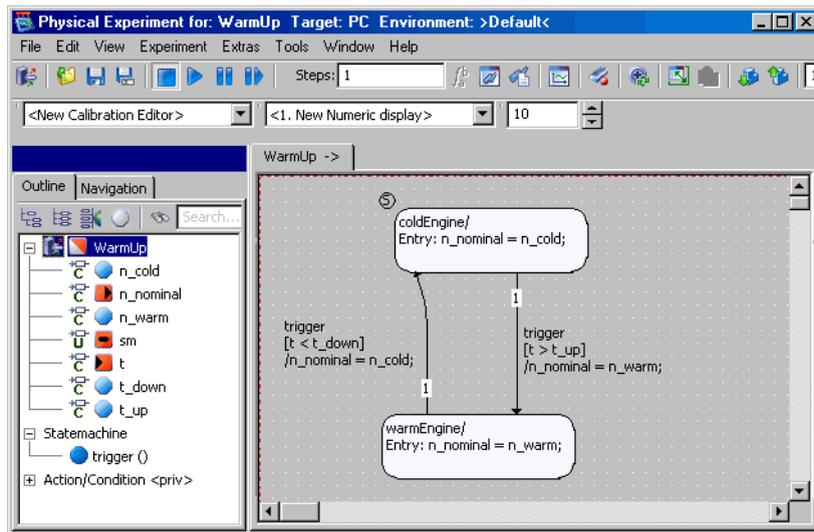 Physical Experiment for: WarmUp Target: PC Environment: >Default<
File Edit View Experiment Extras Tools Window Help
Steps: 1
<New Calibration Editor>
<1. New Numeric display>
10
WarmUp ->
Outline Navigation
Search...
WarmUp
n_cold
n_nominal
n_warm
sm
t
t_down
t_up
Statemachine
trigger ()
Action/Condition <priv>
S
coldEngine/
Entry: n_nominal = n_cold;
1
trigger
[t < t_down]
/n_nominal = n_cold;
trigger
[t > t_up]
/n_nominal = n_warm;
1
warmEngine/
Entry: n_nominal = n_warm;